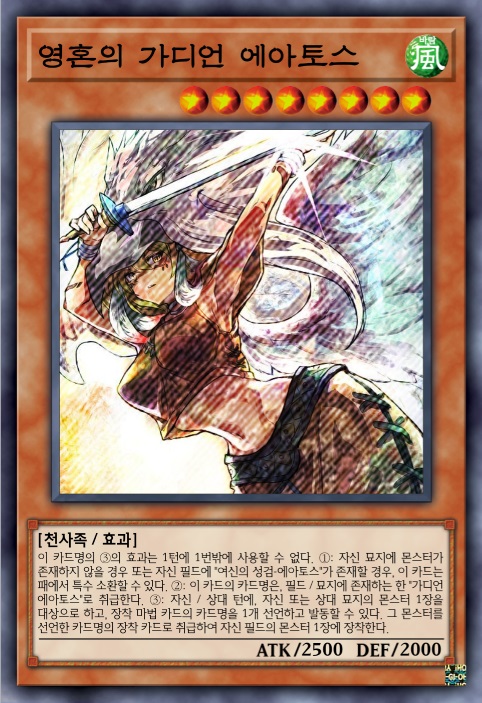 영혼의 가디언 에아토스
바람
風
[천사족 / 효과]
이 카드명의 ③의 효과는 1턴에 1번밖에 사용할 수 없다. ①: 자신 묘지에 몬스터가
존재하지 않을 경우 또는 자신 필드에 "여신의 성검-에아토스"가 존재할 경우, 이 카드는
패에서 특수 소환할 수 있다. ②: 이 카드의 카드명은, 필드 / 묘지에 존재하는 한 "가디언
에아토스"로 취급한다. ③: 자신 / 상대 턴에, 자신 또는 상대 묘지의 몬스터 1장을
대상으로 하고, 장착 마법 카드의 카드명을 1개 선언하고 발동할 수 있다. 그 몬스터를
선언한 카드명의 장착 카드로 취급하여 자신 필드의 몬스터 1장에 장착한다.
ATK/2500 DEF/2000